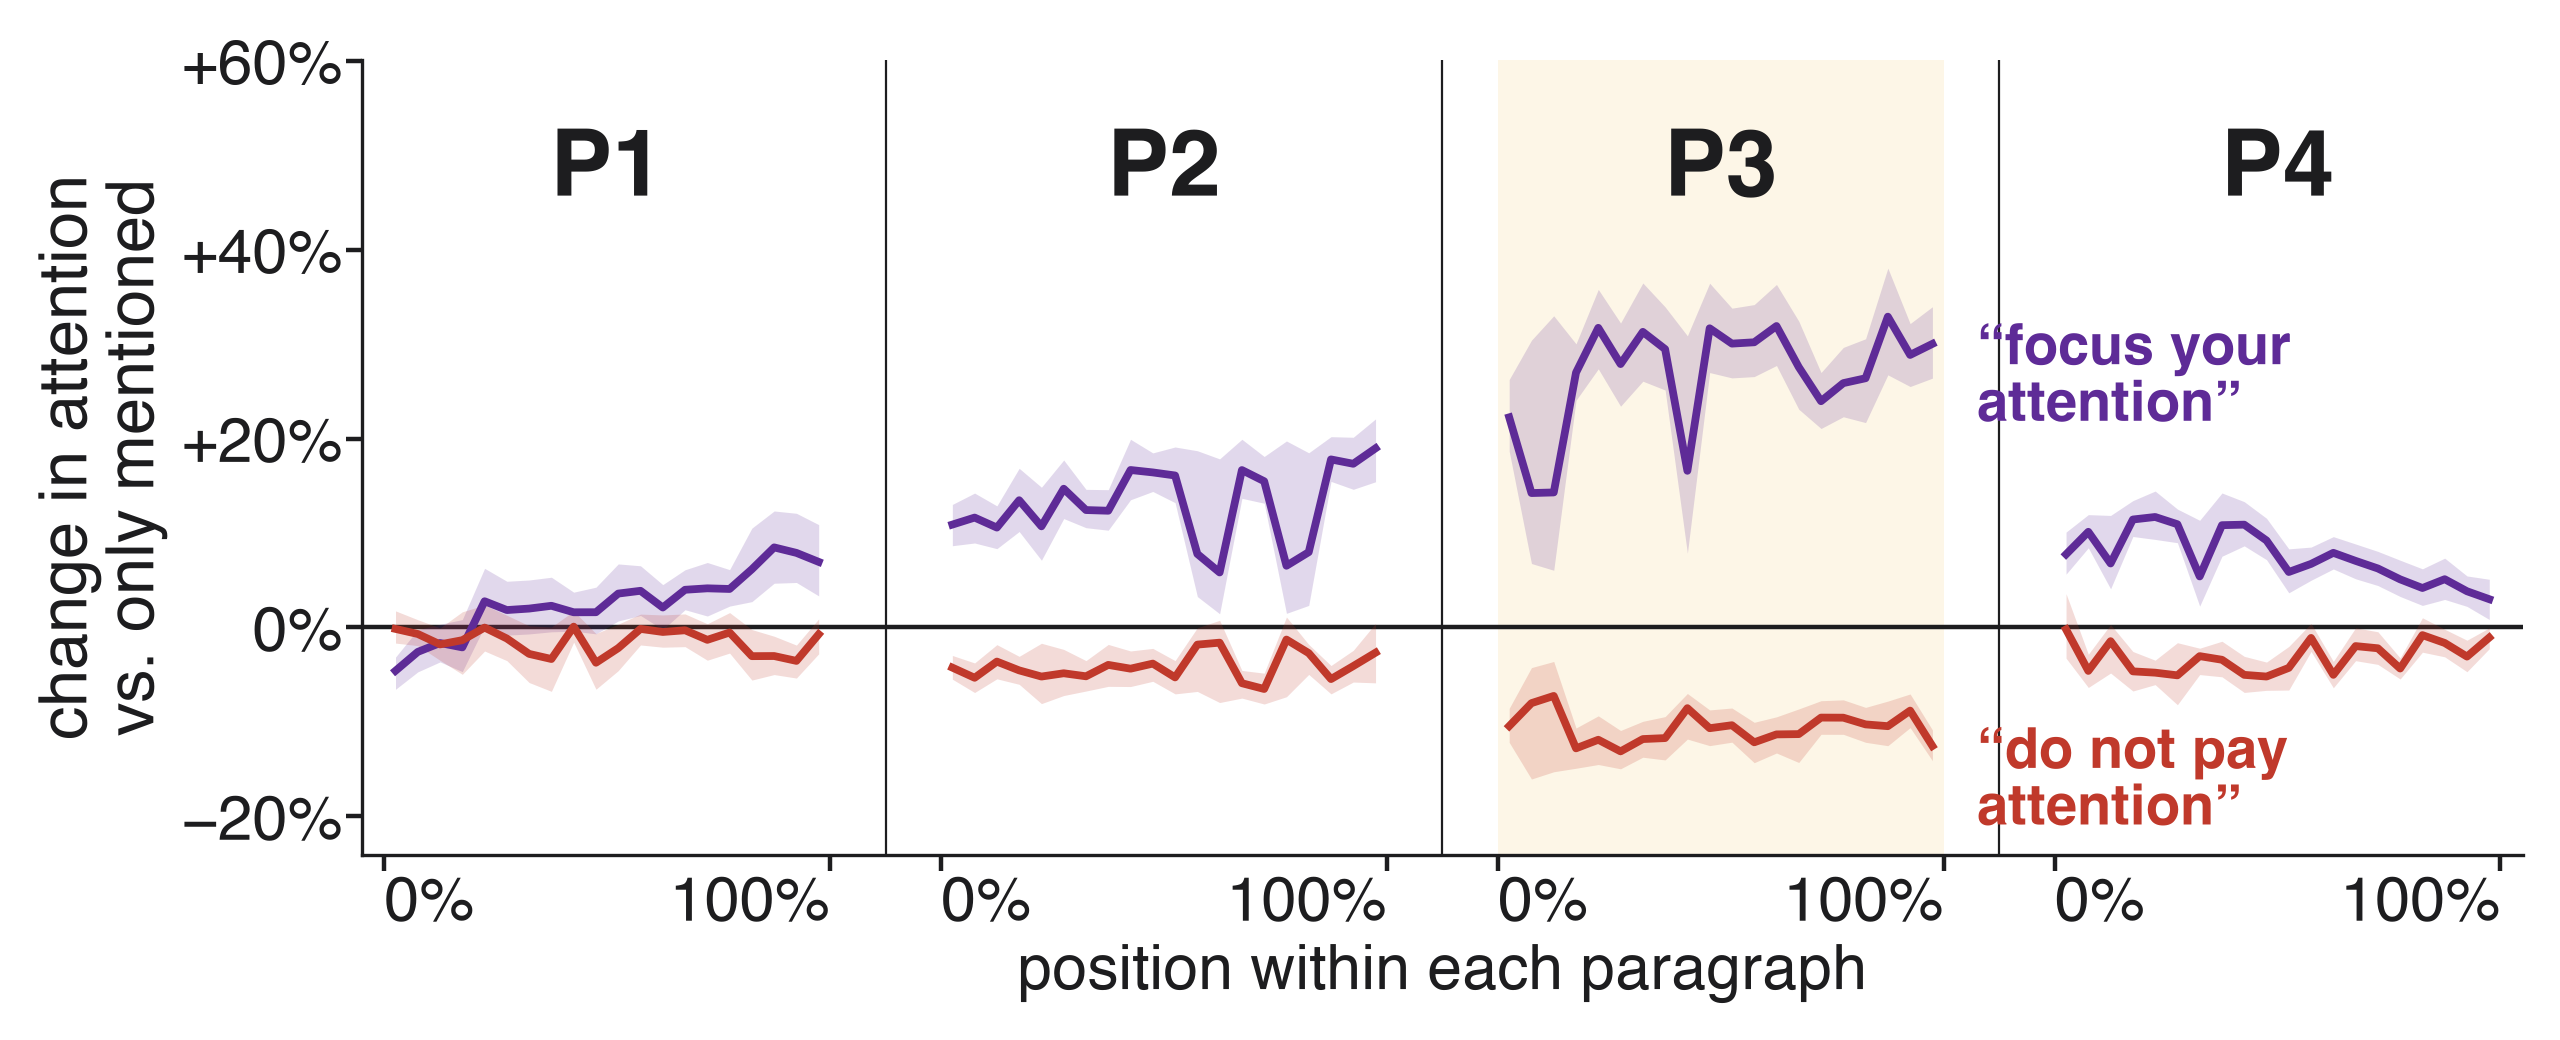 +60%
+40%
+20%
0%
−20%
change in attention
vs. only mentioned
P1
P2
P3
P4
“focus your
attention”
“do not pay
attention”
0%
100%
0%
100%
0%
100%
0%
100%
position within each paragraph